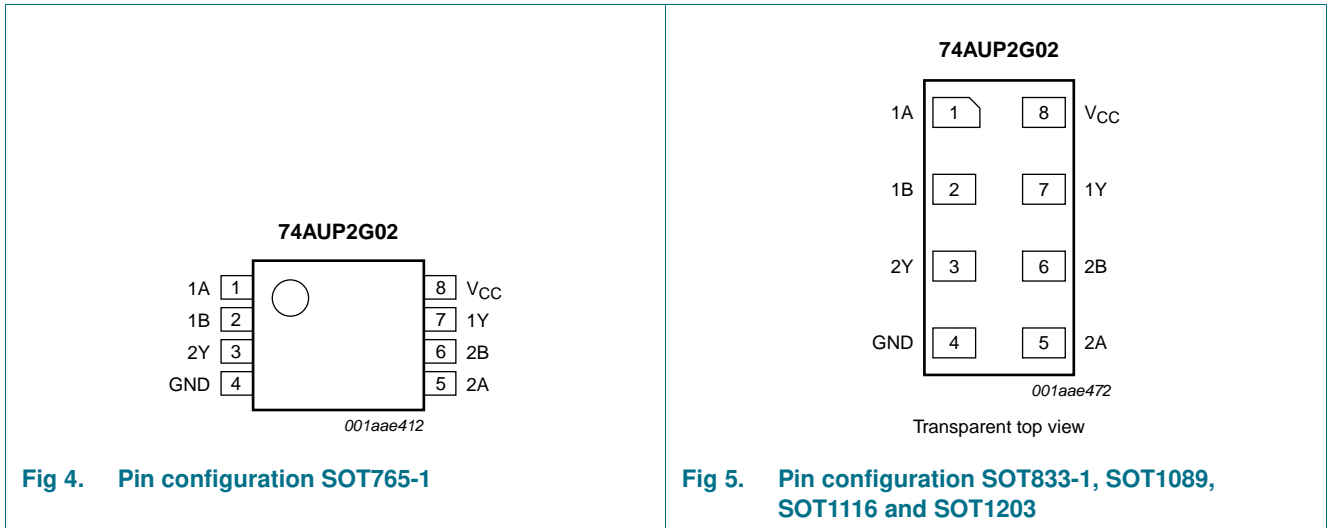 74AUP2G02
1A 1 8 VCC
1B 2 7 1Y
2Y 3 6 2B
GND 4 5 2A
001aae412
Fig 4. Pin configuration SOT765-1
74AUP2G02
1A 1 8 VCC
1B 2 7 1Y
2Y 3 6 2B
GND 4 5 2A
001aae472
Transparent top view
Fig 5. Pin configuration SOT833-1, SOT1089,
SOT1116 and SOT1203